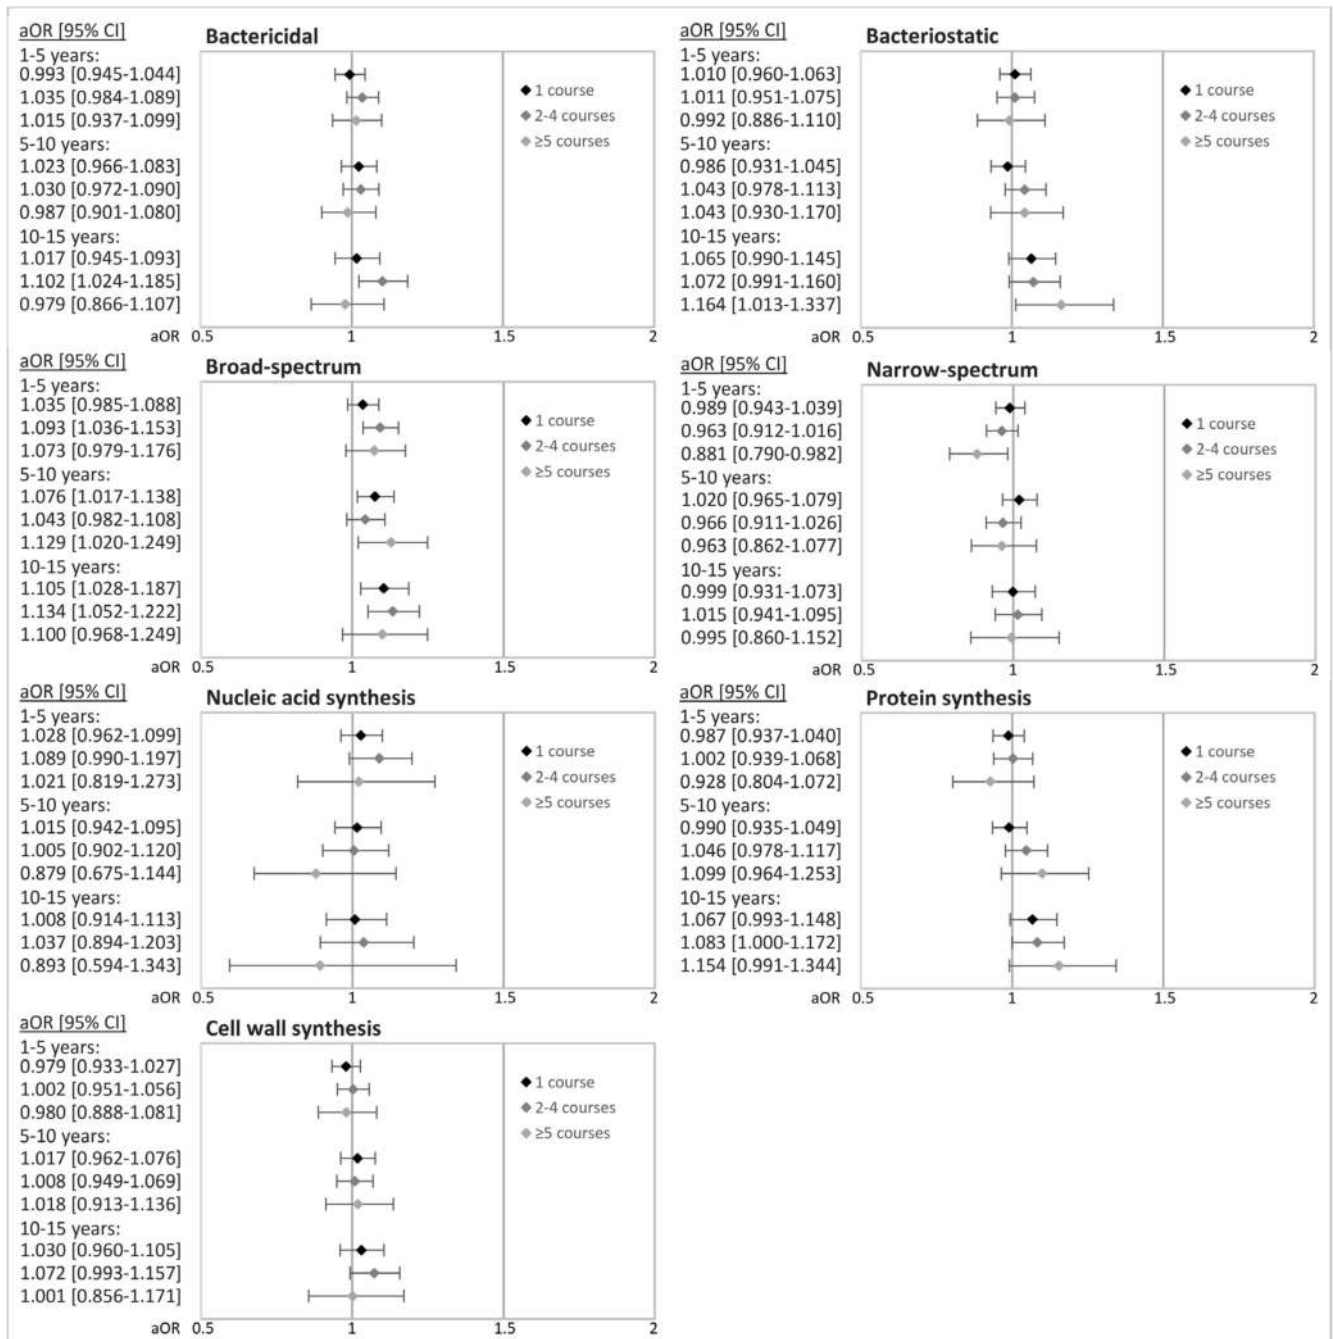 aOR [95% CI]
Bactericidal
1-5 years:
0.993 [0.945-1.044]
1.035 [0.984-1.089]
1.015 [0.937-1.099]
5-10 years:
1.023 [0.966-1.083]
1.030 [0.972-1.090]
0.987 [0.901-1.080]
10-15 years:
1.017 [0.945-1.093]
1.102 [1.024-1.185]
0.979 [0.866-1.107]
1 course
2-4 courses
≥5 courses
aOR 0.5 1 1.5 2
aOR [95% CI]
Bacteriostatic
1-5 years:
1.010 [0.960-1.063]
1.011 [0.951-1.075]
0.992 [0.886-1.110]
5-10 years:
0.986 [0.931-1.045]
1.043 [0.978-1.113]
1.043 [0.930-1.170]
10-15 years:
1.065 [0.990-1.145]
1.072 [0.991-1.160]
1.164 [1.013-1.337]
1 course
2-4 courses
≥5 courses
aOR 0.5 1 1.5 2
aOR [95% CI]
Broad-spectrum
1-5 years:
1.035 [0.985-1.088]
1.093 [1.036-1.153]
1.073 [0.979-1.176]
5-10 years:
1.076 [1.017-1.138]
1.043 [0.982-1.108]
1.129 [1.020-1.249]
10-15 years:
1.105 [1.028-1.187]
1.134 [1.052-1.222]
1.100 [0.968-1.249]
1 course
2-4 courses
≥5 courses
aOR 0.5 1 1.5 2
aOR [95% CI]
Narrow-spectrum
1-5 years:
0.989 [0.943-1.039]
0.963 [0.912-1.016]
0.881 [0.790-0.982]
5-10 years:
1.020 [0.965-1.079]
0.966 [0.911-1.026]
0.963 [0.862-1.077]
10-15 years:
0.999 [0.931-1.073]
1.015 [0.941-1.095]
0.995 [0.860-1.152]
1 course
2-4 courses
≥5 courses
aOR 0.5 1 1.5 2
aOR [95% CI]
Nucleic acid synthesis
1-5 years:
1.028 [0.962-1.099]
1.089 [0.990-1.197]
1.021 [0.819-1.273]
5-10 years:
1.015 [0.942-1.095]
1.005 [0.902-1.120]
0.879 [0.675-1.144]
10-15 years:
1.008 [0.914-1.113]
1.037 [0.894-1.203]
0.893 [0.594-1.343]
1 course
2-4 courses
≥5 courses
aOR 0.5 1 1.5 2
aOR [95% CI]
Protein synthesis
1-5 years:
0.987 [0.937-1.040]
1.002 [0.939-1.068]
0.928 [0.804-1.072]
5-10 years:
0.990 [0.935-1.049]
1.046 [0.978-1.117]
1.099 [0.964-1.253]
10-15 years:
1.067 [0.993-1.148]
1.083 [1.000-1.172]
1.154 [0.991-1.344]
1 course
2-4 courses
≥5 courses
aOR 0.5 1 1.5 2
aOR [95% CI]
Cell wall synthesis
1-5 years:
0.979 [0.933-1.027]
1.002 [0.951-1.056]
0.980 [0.888-1.081]
5-10 years:
1.017 [0.962-1.076]
1.008 [0.949-1.069]
1.018 [0.913-1.136]
10-15 years:
1.030 [0.960-1.105]
1.072 [0.993-1.157]
1.001 [0.856-1.171]
1 course
2-4 courses
≥5 courses
aOR 0.5 1 1.5 2